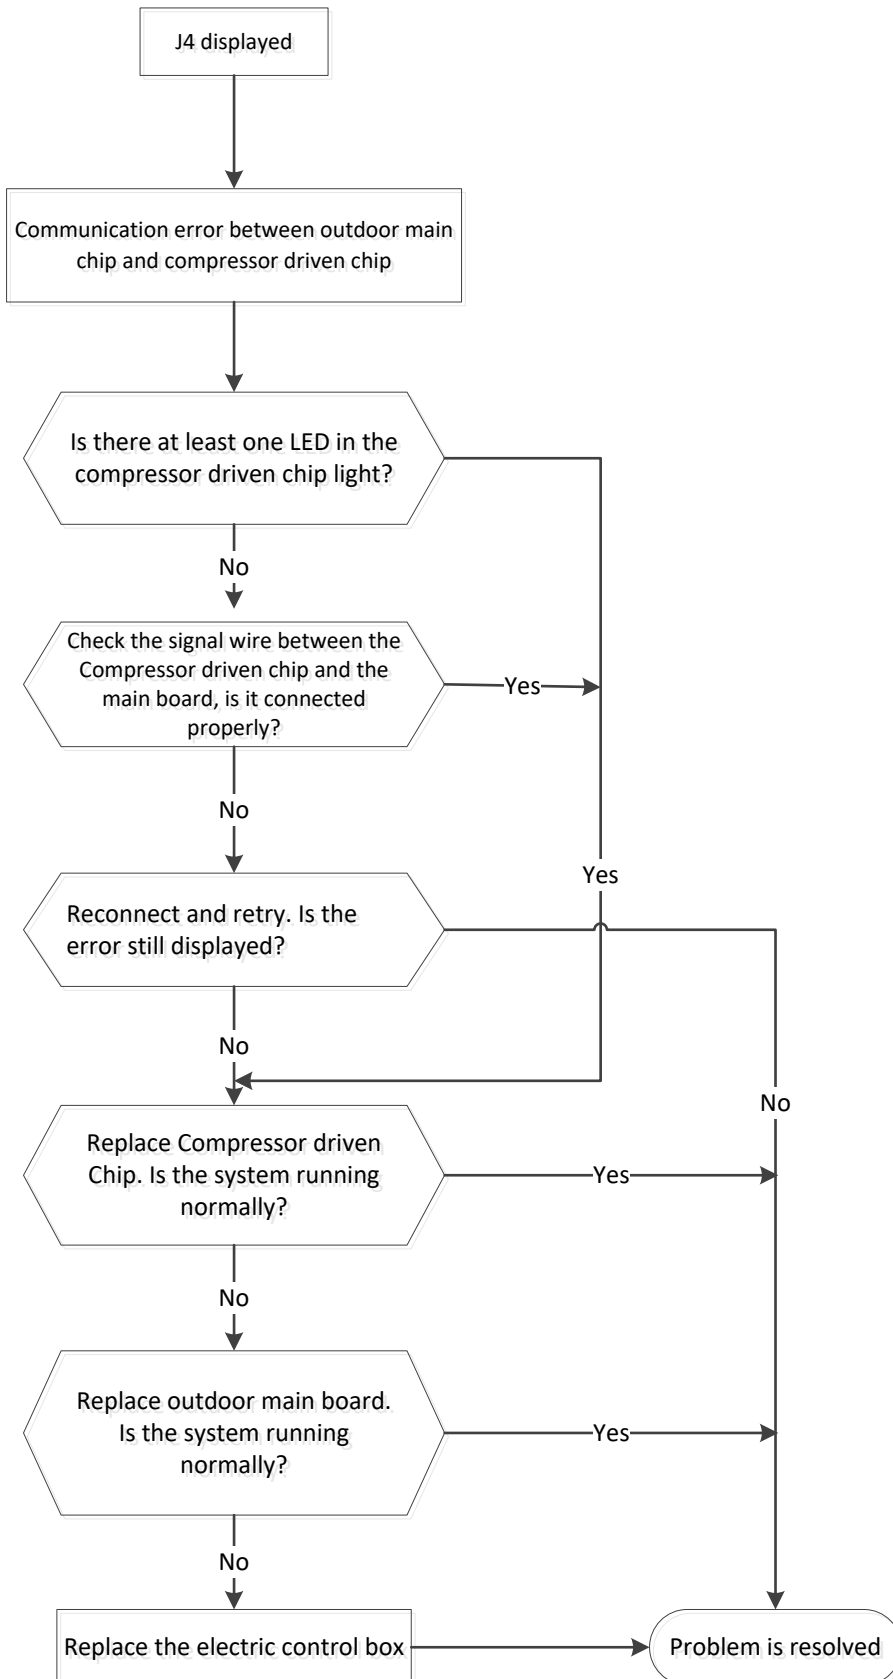 J4 displayed
Communication error between outdoor main
chip and compressor driven chip
Is there at least one LED in the
compressor driven chip light?
No
Check the signal wire between the
Compressor driven chip and the
main board, is it connected
properly?
Yes
No
Yes
Reconnect and retry. Is the
error still displayed?
No
No
Replace Compressor driven
Chip. Is the system running
normally?
Yes
No
Replace outdoor main board.
Is the system running
normally?
Yes
No
Replace the electric control box
Problem is resolved